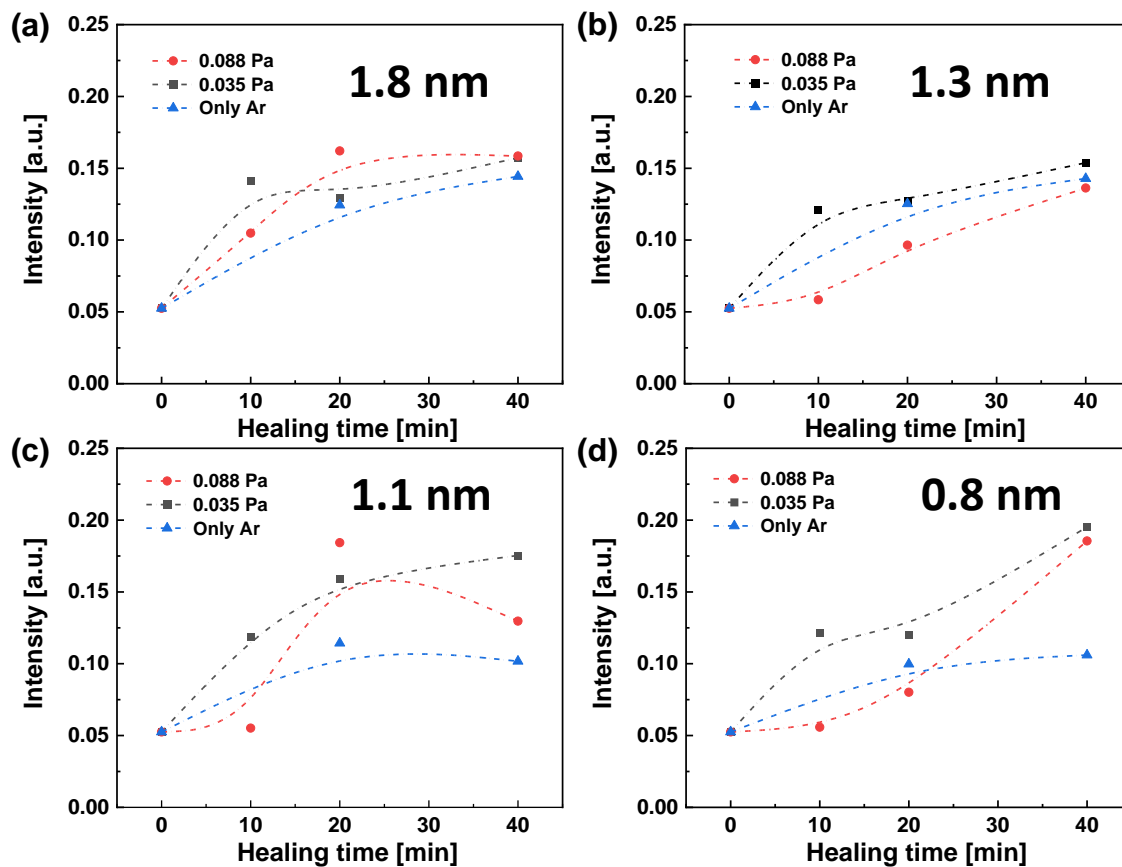 (a)
0.088 Pa
0.035 Pa
Only Ar
1.8 nm
Intensity [a.u.]
0.25
0.20
0.15
0.10
0.05
0.00
0 10 20 30 40
Healing time [min]
(b)
0.088 Pa
0.035 Pa
Only Ar
1.3 nm
Intensity [a.u.]
0.25
0.20
0.15
0.10
0.05
0.00
0 10 20 30 40
Healing time [min]
(c)
0.088 Pa
0.035 Pa
Only Ar
1.1 nm
Intensity [a.u.]
0.25
0.20
0.15
0.10
0.05
0.00
0 10 20 30 40
Healing time [min]
(d)
0.088 Pa
0.035 Pa
Only Ar
0.8 nm
Intensity [a.u.]
0.25
0.20
0.15
0.10
0.05
0.00
0 10 20 30 40
Healing time [min]